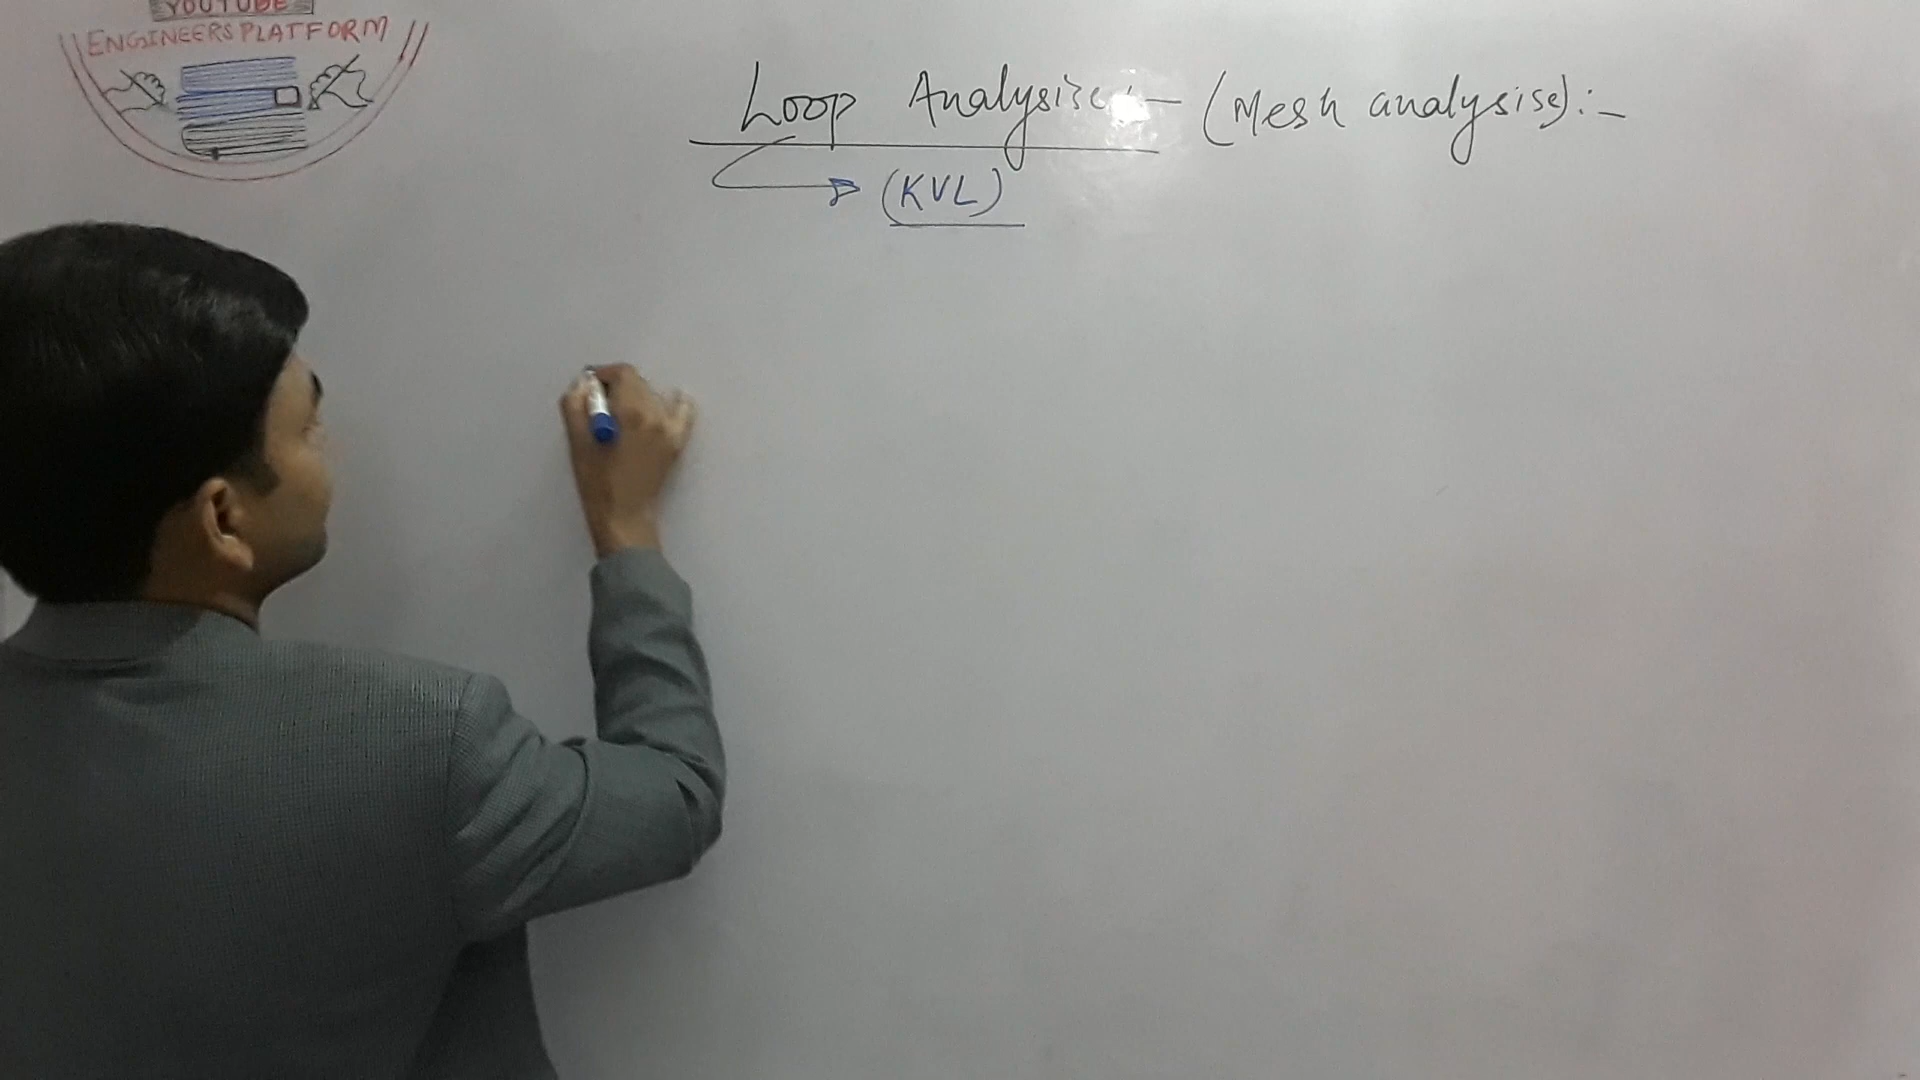 YOUTUBE
ENGINEERS PLATFORM
Loop Analysise :- (Mesh analysise) :-
(KVL)